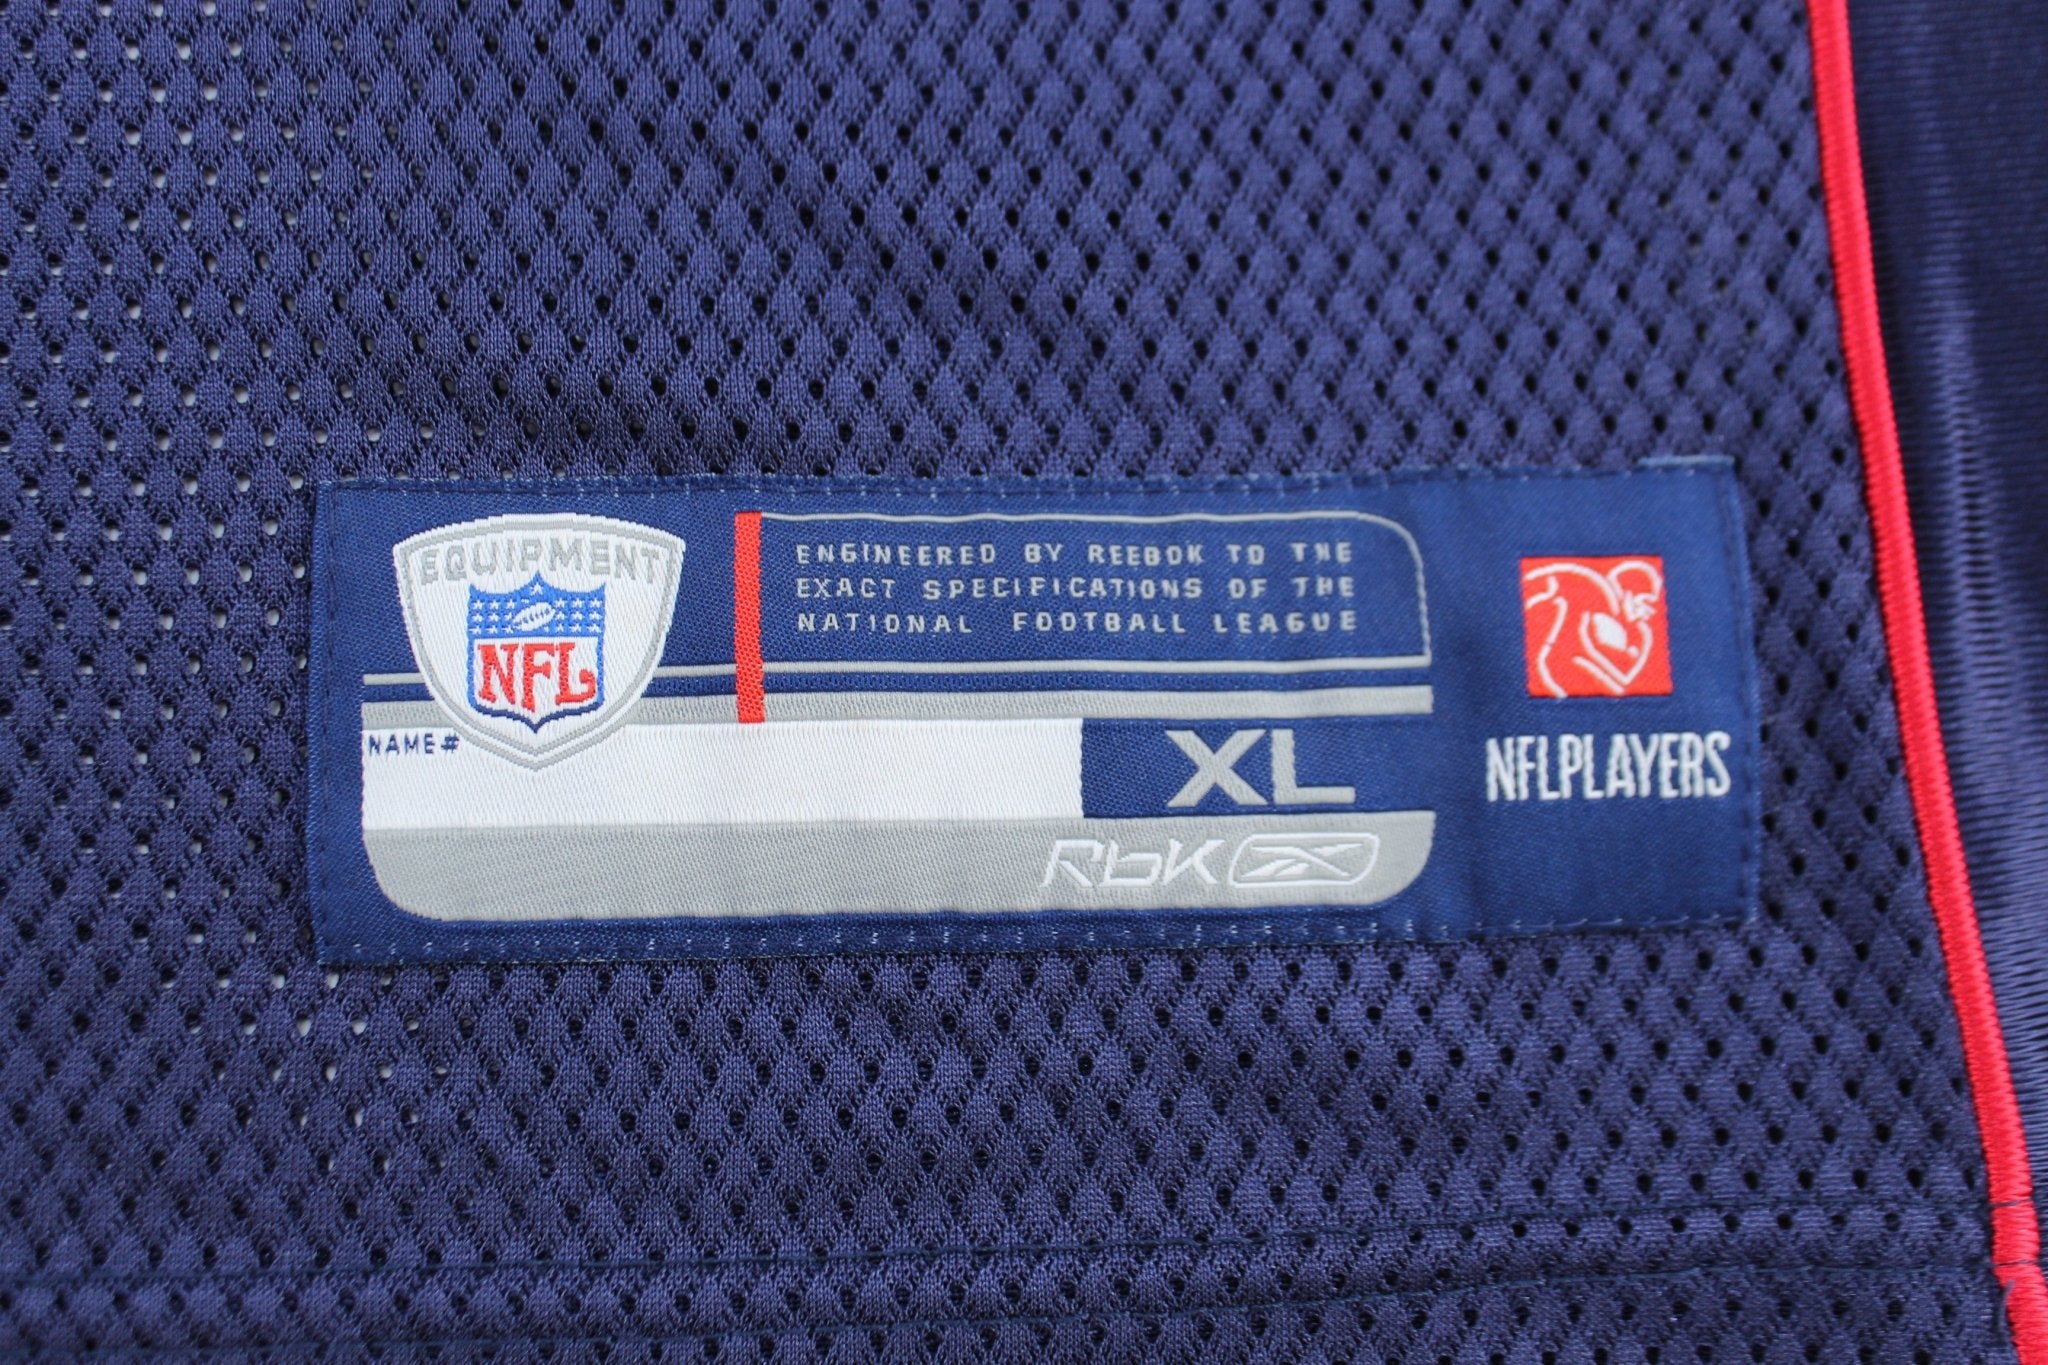 EQUIPMENT
NFL
ENGINEERED BY REEBOK TO THE
EXACT SPECIFICATIONS OF THE
NATIONAL FOOTBALL LEAGUE
NAME#
XL
RbK
NFLPLAYERS